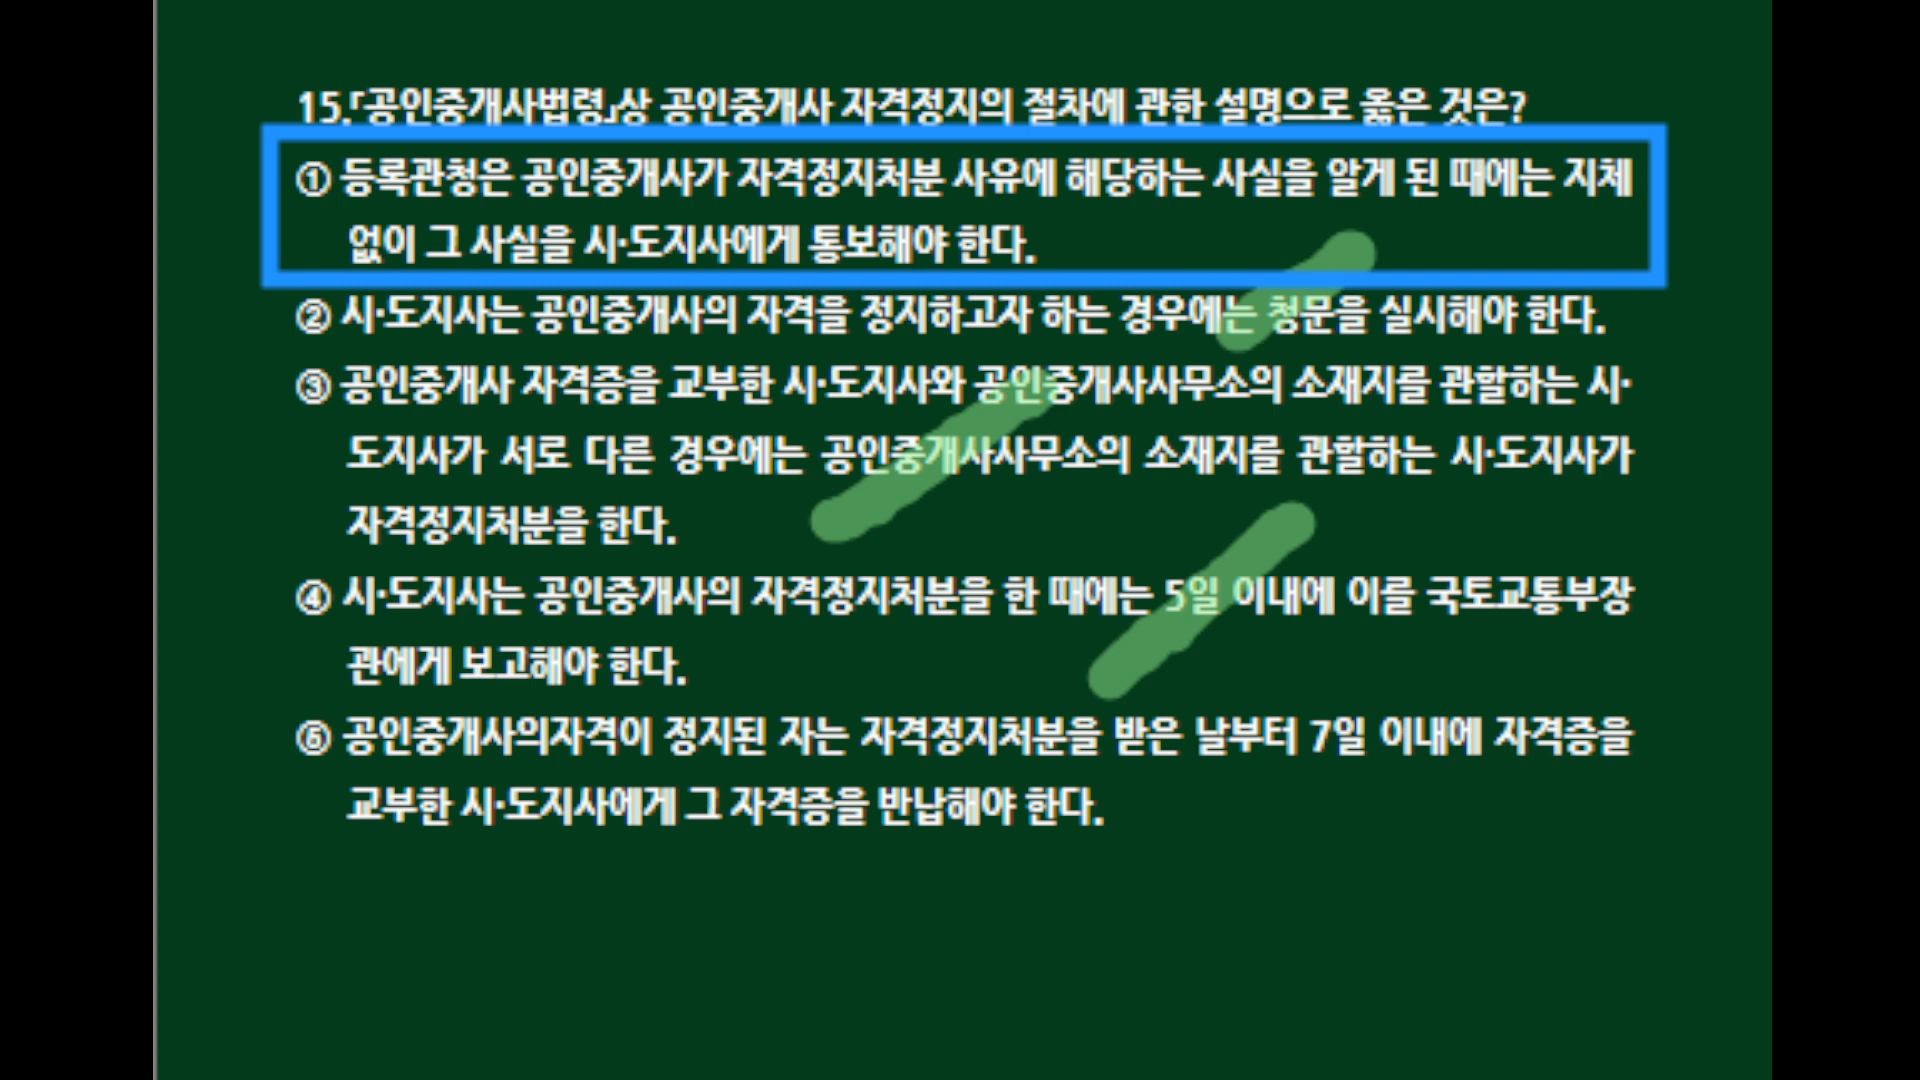 15.「공인중개사법령」상 공인중개사 자격정지의 절차에 관한 설명으로 옳은 것은?
① 등록관청은 공인중개사가 자격정지처분 사유에 해당하는 사실을 알게 된 때에는 지체
없이 그 사실을 시·도지사에게 통보해야 한다.
② 시·도지사는 공인중개사의 자격을 정지하고자 하는 경우에는 청문을 실시해야 한다.
③ 공인중개사 자격증을 교부한 시·도지사와 공인중개사사무소의 소재지를 관할하는 시·
도지사가 서로 다른 경우에는 공인중개사사무소의 소재지를 관할하는 시·도지사가
자격정지처분을 한다.
④ 시·도지사는 공인중개사의 자격정지처분을 한 때에는 5일 이내에 이를 국토교통부장
관에게 보고해야 한다.
⑤ 공인중개사의자격이 정지된 자는 자격정지처분을 받은 날부터 7일 이내에 자격증을
교부한 시·도지사에게 그 자격증을 반납해야 한다.